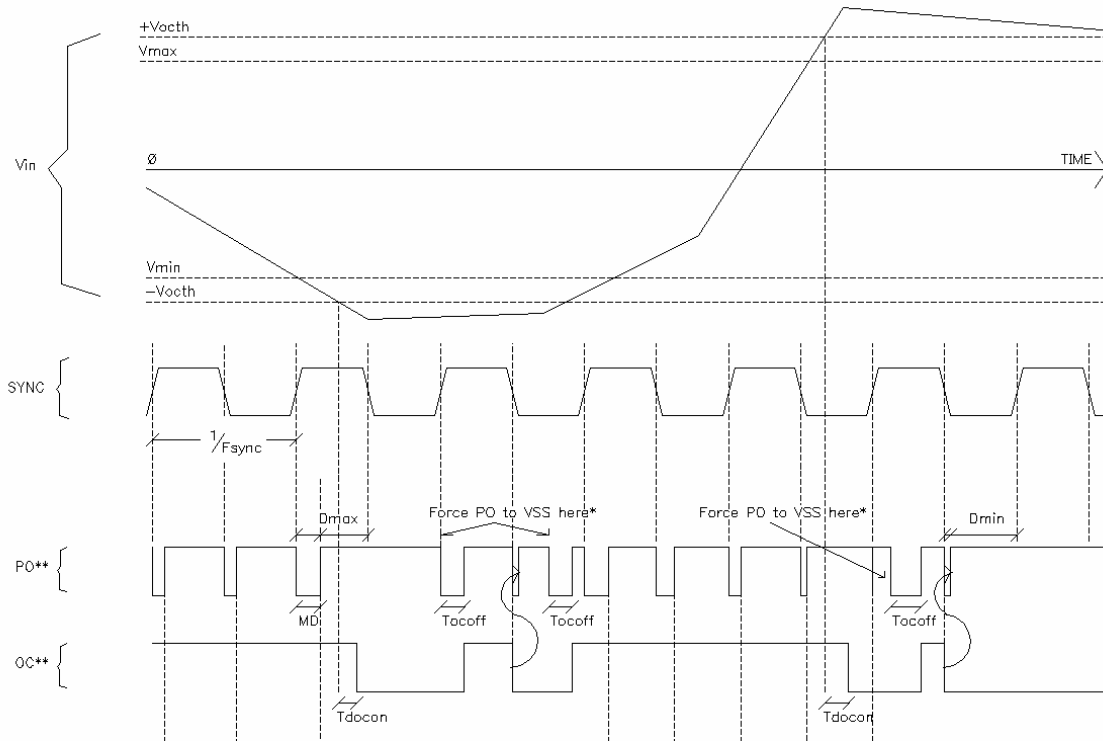 +Vocth
Vmax
Vin
Ø
TIME
Vmin
-Vocth
SYNC
1/Fsync
Dmax
Force PO to VSS here*
Force PO to VSS here*
Dmin
PO**
MD
Tocoff
Tocoff
Tocoff
OC**
Tdocon
Tdocon